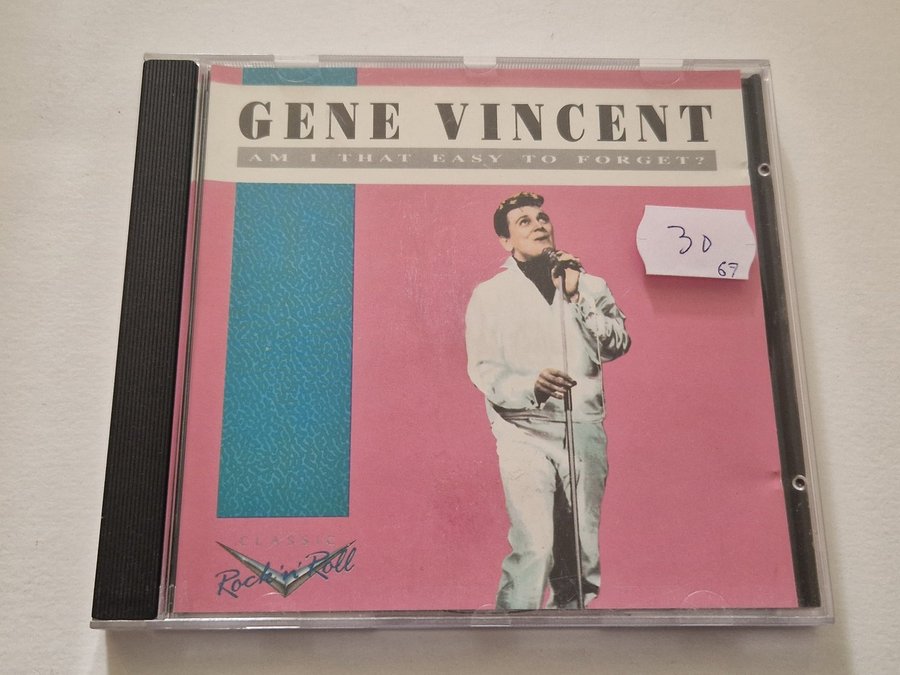 GENE VINCENT
AM I THAT EASY TO FORGET?
30
67
CLASSIC
Rock 'n' Roll